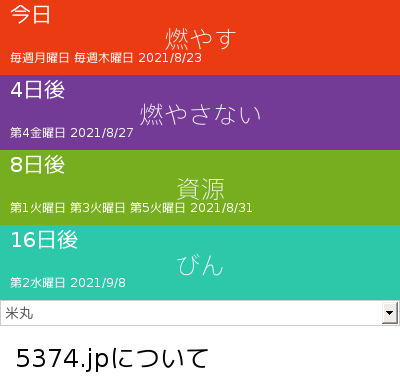 今日
燃やす
毎週月曜日 毎週木曜日 2021/8/23
4日後
燃やさない
第4金曜日 2021/8/27
8日後
資源
第1火曜日 第3火曜日 第5火曜日 2021/8/31
16日後
びん
第2水曜日 2021/9/8
米丸
5374.jpについて